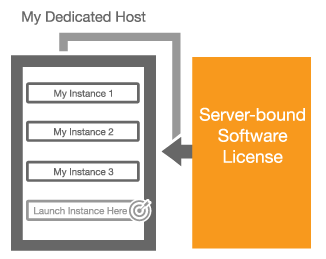 My Dedicated Host
My Instance 1
My Instance 2
My Instance 3
Launch Instance Here
Server-bound
Software
License